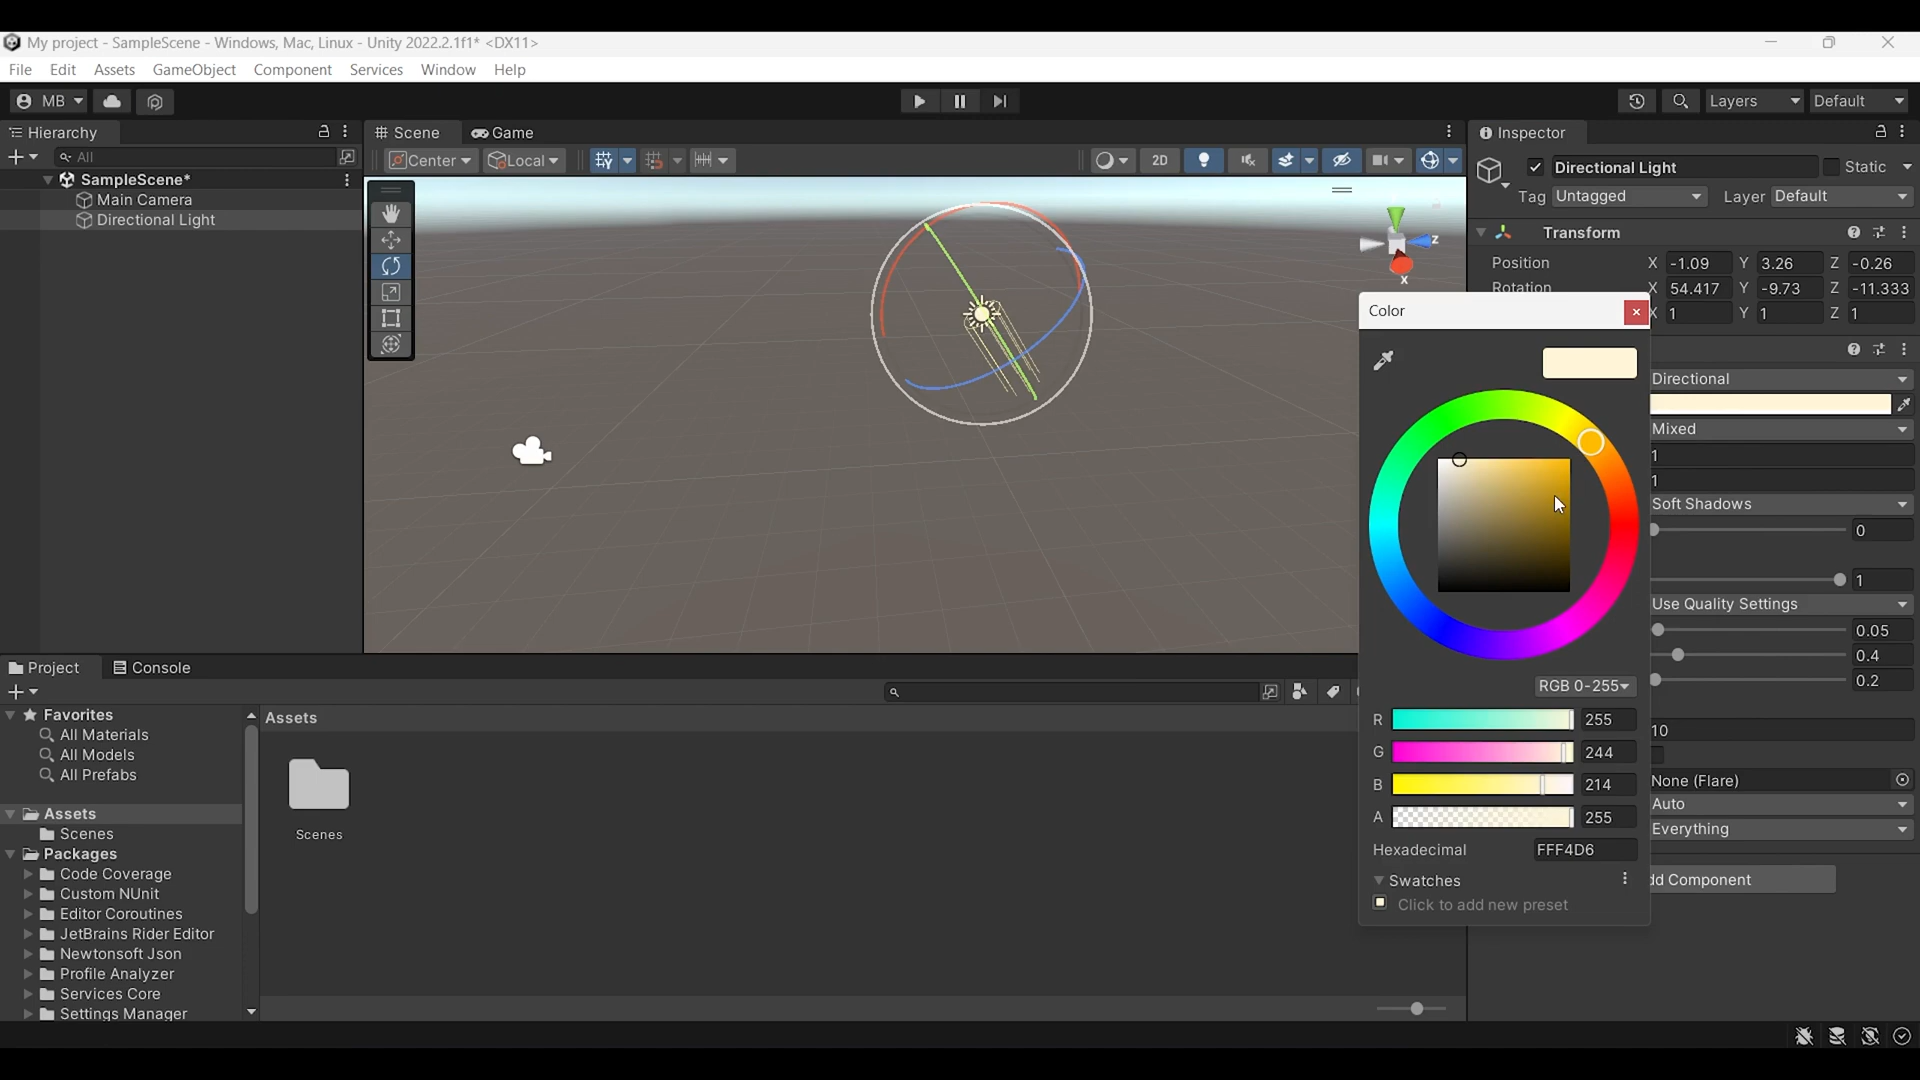 My project - SampleScene - Windows, Mac, Linux - Unity 2022.2.1f1* <DX11>
File Edit Assets GameObject Component Services Window Help
MB
Layers
Default
Hierarchy
All
SampleScene*
Main Camera
Directional Light
Scene
Game
Center
Local
2D
z
x
Inspector
Directional Light
Static
Tag Untagged
Layer Default
Transform
Position X -1.09 Y 3.26 Z -0.26
Rotation X 54.417 Y -9.73 Z -11.333
X 1 Y 1 Z 1
Directional
Mixed
1
1
Soft Shadows
0
1
Use Quality Settings
0.05
0.4
0.2
10
None (Flare)
Auto
Everything
dd Component
Color
RGB 0-255
R 255
G 244
B 214
A 255
Hexadecimal FFF4D6
Swatches
Click to add new preset
Project
Console
Favorites
All Materials
All Models
All Prefabs
Assets
Scenes
Packages
Code Coverage
Custom NUnit
Editor Coroutines
JetBrains Rider Editor
Newtonsoft Json
Profile Analyzer
Services Core
Settings Manager
Assets
Scenes